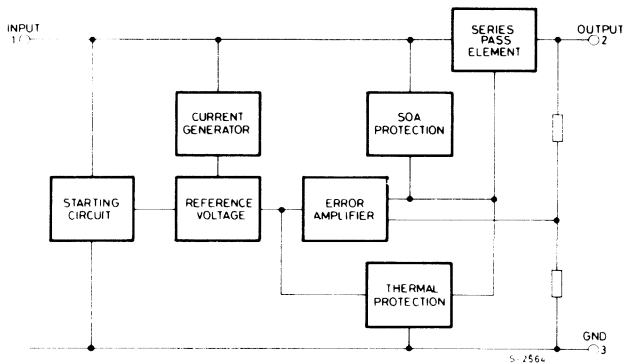 INPUT
1
SERIES
PASS
ELEMENT
OUTPUT
2
CURRENT
GENERATOR
SOA
PROTECTION
STARTING
CIRCUIT
REFERENCE
VOLTAGE
ERROR
AMPLIFIER
THERMAL
PROTECTION
GND
3
S-2564